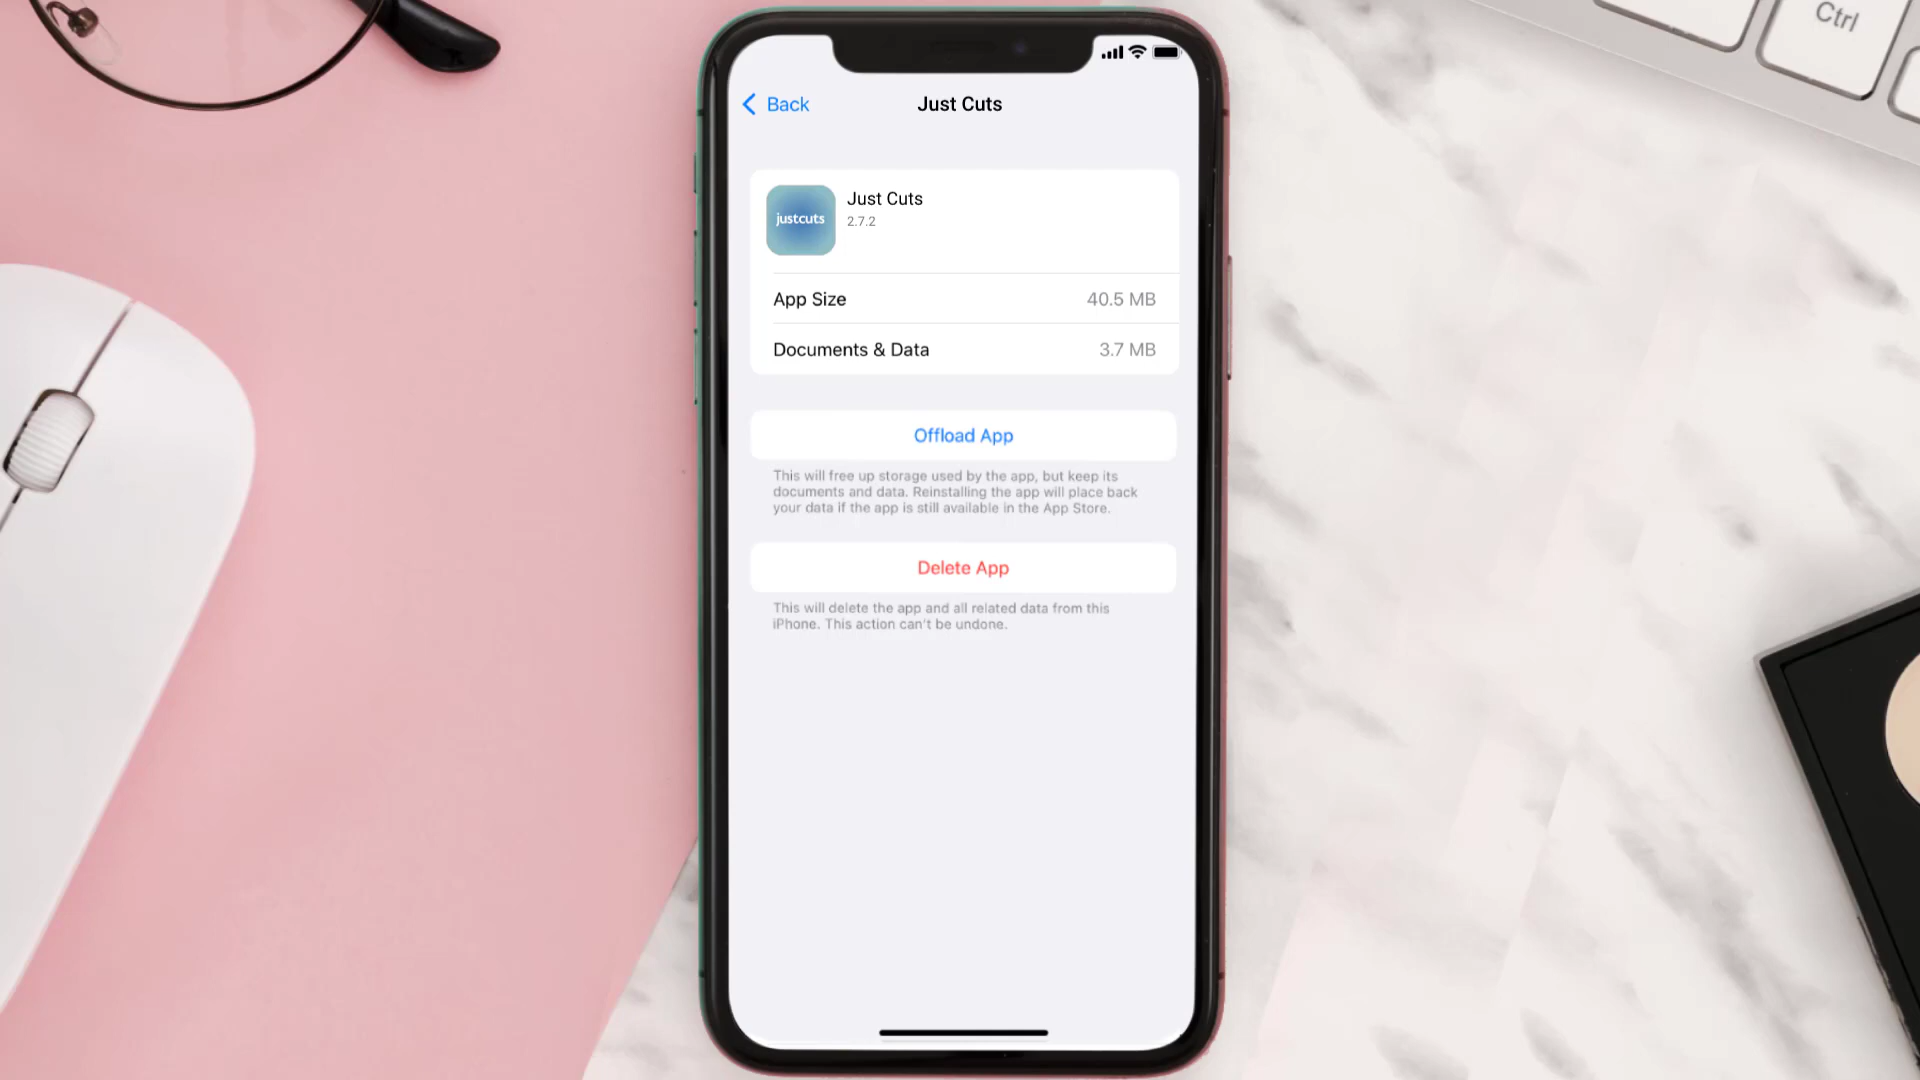 Ctrl
Back
Just Cuts
justcuts
Just Cuts
2.7.2
App Size
40.5 MB
Documents & Data
3.7 MB
Offload App
This will free up storage used by the app, but keep its
documents and data. Reinstalling the app will place back
your data if the app is still available in the App Store.
Delete App
This will delete the app and all related data from this
iPhone. This action can't be undone.